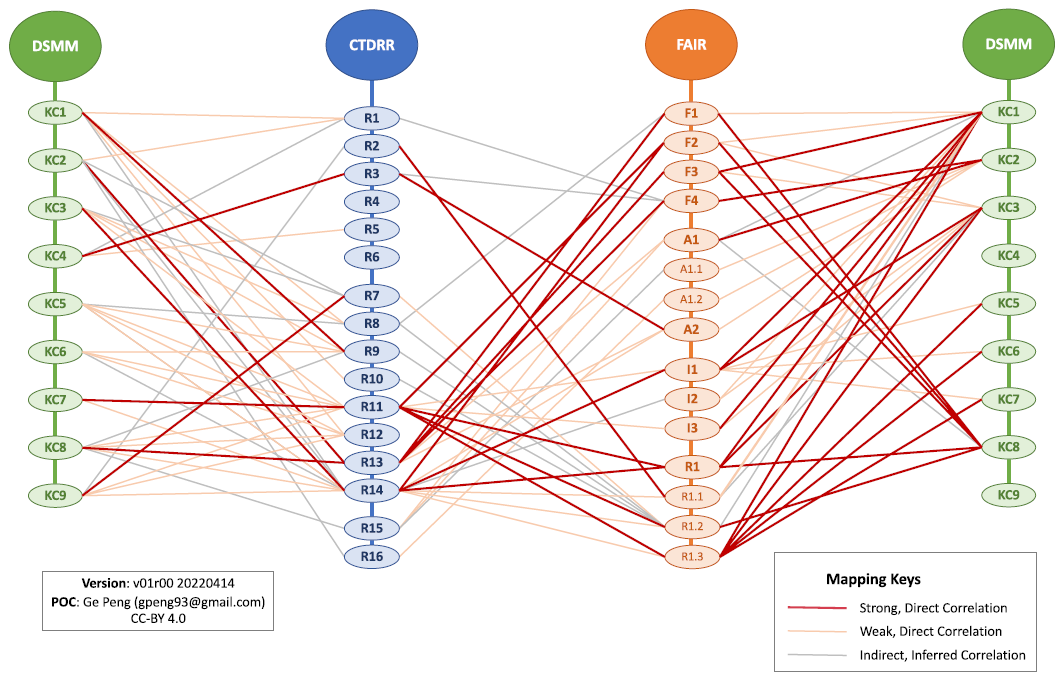 DSMM
CTDRR
FAIR
DSMM
KC1
KC2
KC3
KC4
KC5
KC6
KC7
KC8
KC9
R1
R2
R3
R4
R5
R6
R7
R8
R9
R10
R11
R12
R13
R14
R15
R16
F1
F2
F3
F4
A1
A1.1
A1.2
A2
I1
I2
I3
R1
R1.1
R1.2
R1.3
KC1
KC2
KC3
KC4
KC5
KC6
KC7
KC8
KC9
Version: v01r00 20220414
POC: Ge Peng (gpeng93@gmail.com)
CC-BY 4.0
Mapping Keys
Strong, Direct Correlation
Weak, Direct Correlation
Indirect, Inferred Correlation